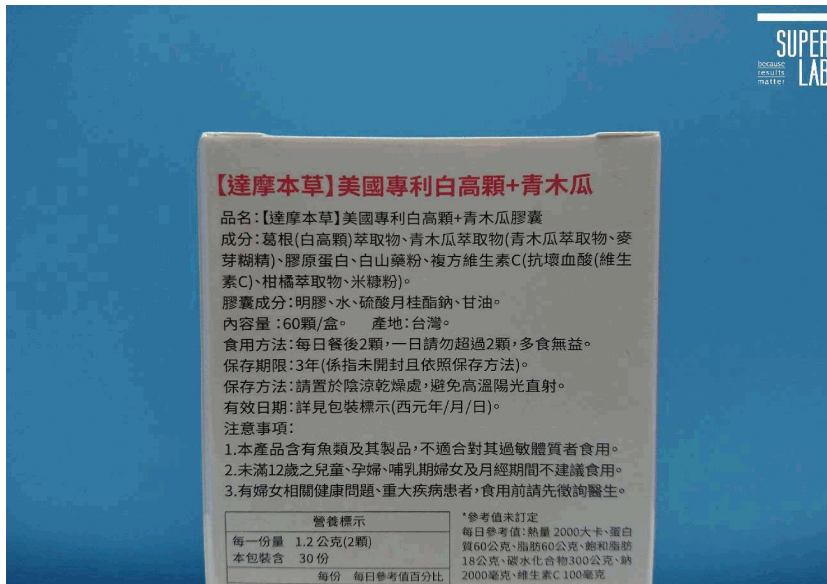 SUPER
LAB
because
results
matter
【達摩本草】美國專利白高顆+青木瓜
品名:【達摩本草】美國專利白高顆+青木瓜膠囊
成分:葛根(白高顆)萃取物、青木瓜萃取物(青木瓜萃取物、麥
芽糊精)、膠原蛋白、白山藥粉、複方維生素C(抗壞血酸(維生
素C)、柑橘萃取物、米糠粉)。
膠囊成分:明膠、水、硫酸月桂酯鈉、甘油。
內容量:60顆/盒。 產地:台灣。
食用方法:每日餐後2顆,一日請勿超過2顆,多食無益。
保存期限:3年(係指未開封且依照保存方法)。
保存方法:請置於陰涼乾燥處,避免高溫陽光直射。
有效日期:詳見包裝標示(西元年/月/日)。
注意事項:
1.本產品含有魚類及其製品,不適合對其過敏體質者食用。
2.未滿12歲之兒童、孕婦、哺乳期婦女及月經期間不建議食用。
3.有婦女相關健康問題、重大疾病患者,食用前請先徵詢醫生。
營養標示
每一份量 1.2公克(2顆)
本包裝含 30份
每份 每日參考值百分比
*參考值未訂定
每日參考值:熱量 2000大卡、蛋白
質60公克、脂肪60公克、飽和脂肪
18公克、碳水化合物300公克、鈉
2000毫克、維生素C 100毫克